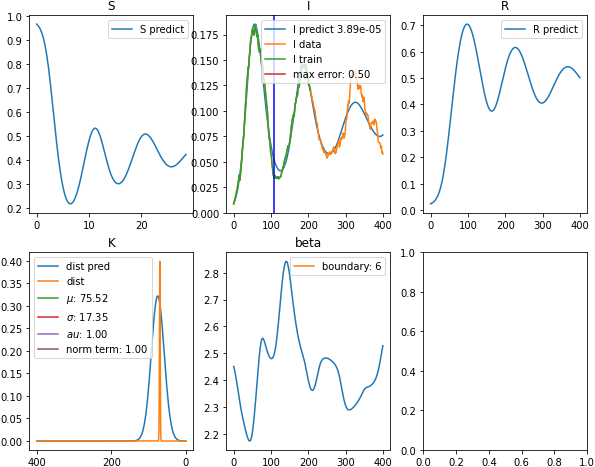 S
I
R
S predict
I predict 3.89e-05
I data
I train
max error: 0.50
R predict
1.0
0.9
0.8
0.7
0.6
0.5
0.4
0.3
0.2
0 10 20
0.175
0.150
0.125
0.100
0.075
0.050
0.025
0.000
0 100 200 300 400
0.7
0.6
0.5
0.4
0.3
0.2
0.1
0.0
0 100 200 300 400
K
beta
dist pred
dist
μ: 75.52
σ: 17.35
au: 1.00
norm term: 1.00
boundary: 6
0.40
0.35
0.30
0.25
0.20
0.15
0.10
0.05
0.00
400 200 0
2.8
2.7
2.6
2.5
2.4
2.3
2.2
0 100 200 300 400
1.0
0.8
0.6
0.4
0.2
0.0
0.0 0.2 0.4 0.6 0.8 1.0